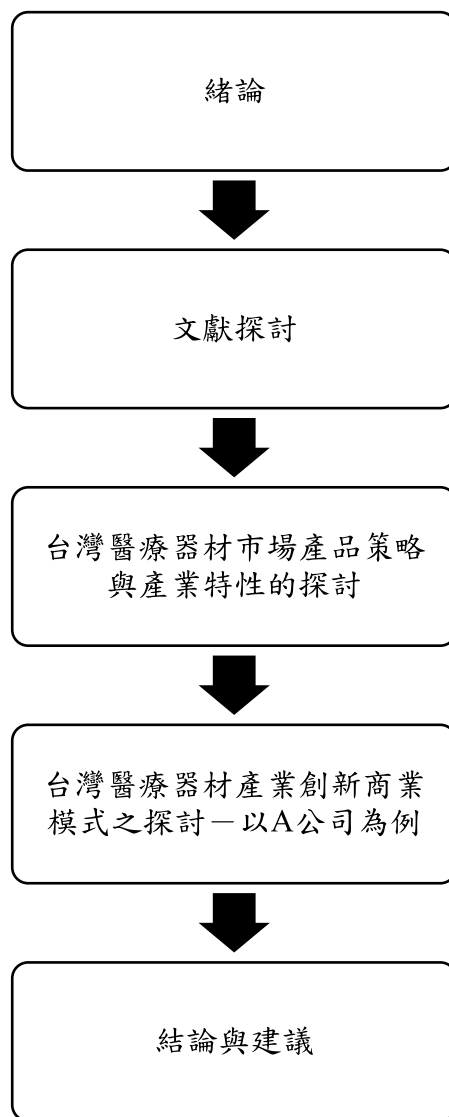 緒論
文獻探討
台灣醫療器材市場產品策略
與產業特性的探討
台灣醫療器材產業創新商業
模式之探討－以A公司為例
結論與建議